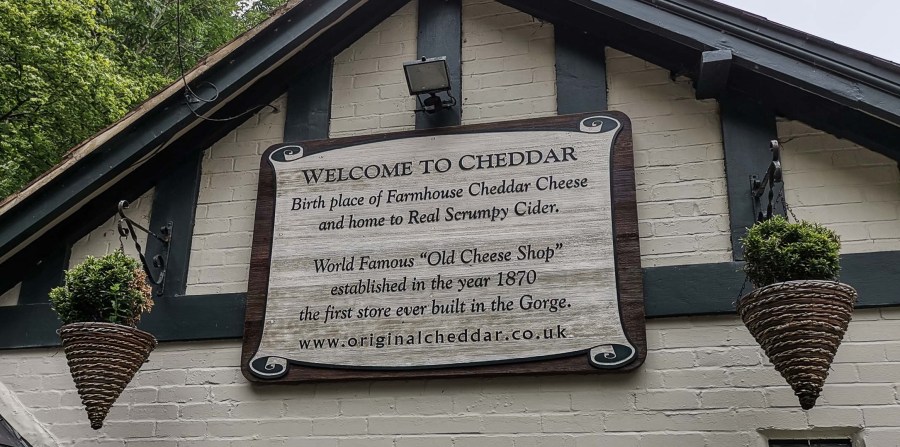 WELCOME TO CHEDDAR
Birth place of Farmhouse Cheddar Cheese
and home to Real Scrumpy Cider.
World Famous “Old Cheese Shop”
established in the year 1870
the first store ever built in the Gorge.
www.originalcheddar.co.uk